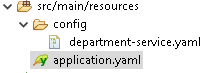 src/main/resources
config
department-service.yaml
application.yaml